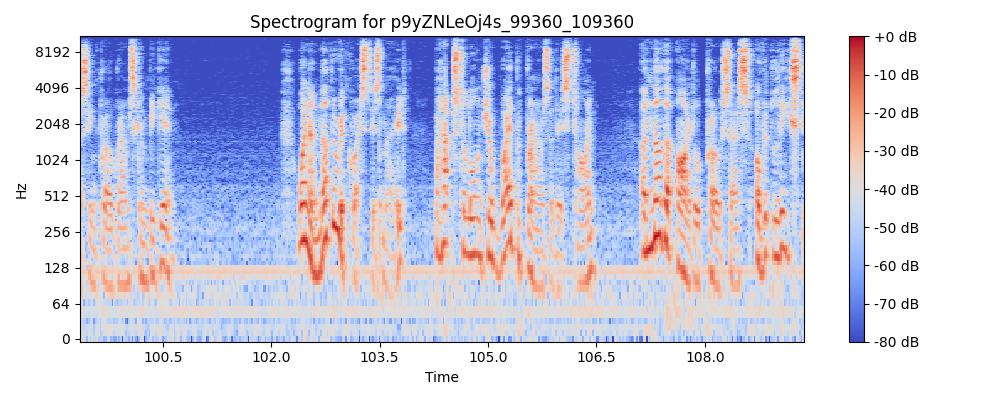 Spectrogram for p9yZNLeOj4s_99360_109360
8192
4096
2048
1024
512
256
128
64
0
Hz
100.5
102.0
103.5
105.0
106.5
108.0
Time
+0 dB
-10 dB
-20 dB
-30 dB
-40 dB
-50 dB
-60 dB
-70 dB
-80 dB